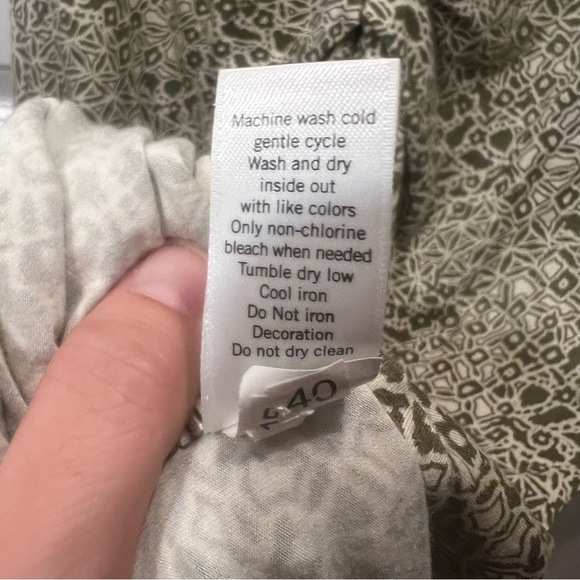 Machine wash cold
gentle cycle
Wash and dry
inside out
with like colors
Only non-chlorine
bleach when needed
Tumble dry low
Cool iron
Do Not iron
Decoration
Do not dry clean
40